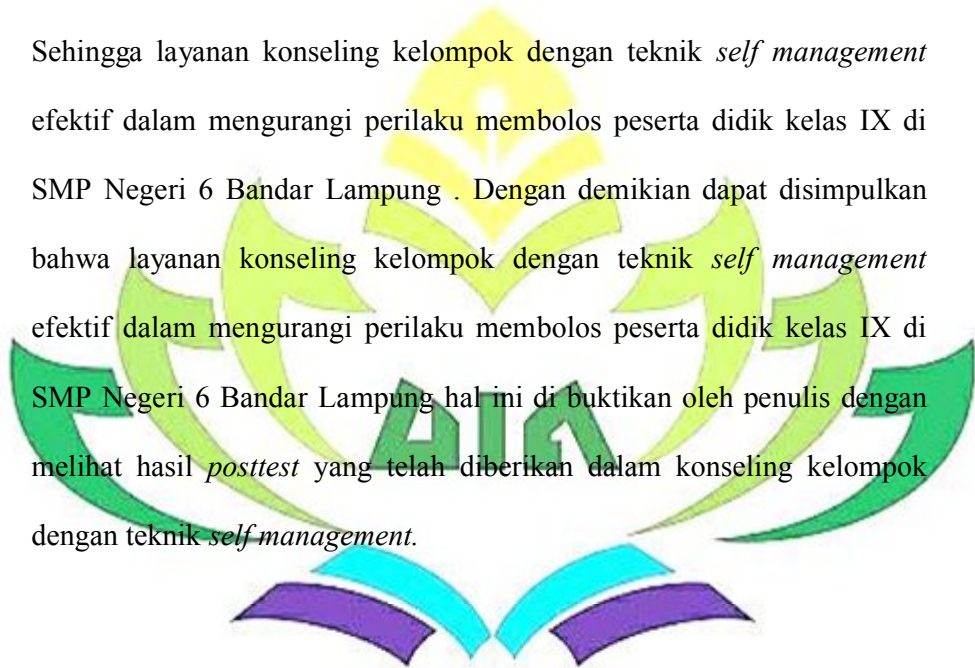 Sehingga layanan konseling kelompok dengan teknik self management
efektif dalam mengurangi perilaku membolos peserta didik kelas IX di
SMP Negeri 6 Bandar Lampung . Dengan demikian dapat disimpulkan
bahwa layanan konseling kelompok dengan teknik self management
efektif dalam mengurangi perilaku membolos peserta didik kelas IX di
SMP Negeri 6 Bandar Lampung hal ini di buktikan oleh penulis dengan
melihat hasil posttest yang telah diberikan dalam konseling kelompok
dengan teknik self management.